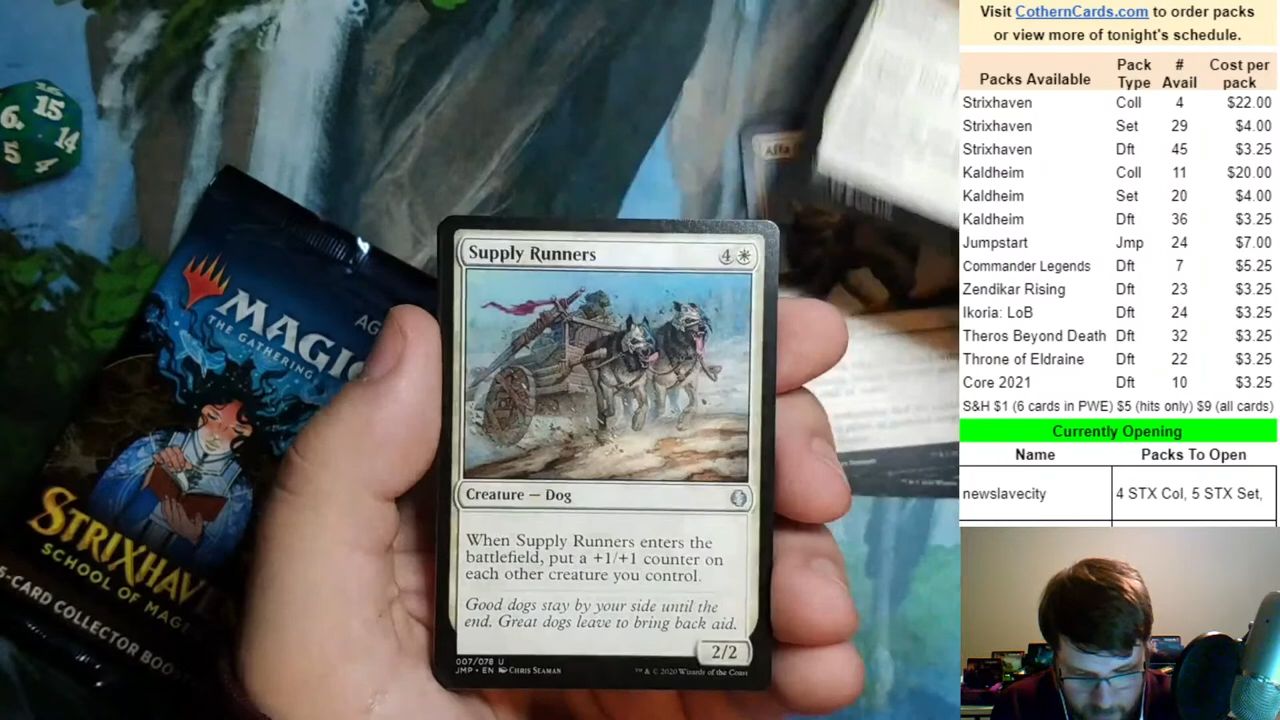 6.
15
14
5
4
MAGIC
THE GATHERING
AG
STRIXHAVEN
SCHOOL OF MAG
5-CARD COLLECTOR BOO
Alfa
Supply Runners
4
Creature — Dog
When Supply Runners enters the
battlefield, put a +1/+1 counter on
each other creature you control.
Good dogs stay by your side until the
end. Great dogs leave to bring back aid.
2/2
007/078 U
JMP • EN Chris Seaman
™ & © 2020 Wizards of the Coast
Visit CothernCards.com to order packs
or view more of tonight's schedule.
Packs Available Pack Type # Avail Cost per pack
Strixhaven Coll 4 $22.00
Strixhaven Set 29 $4.00
Strixhaven Dft 45 $3.25
Kaldheim Coll 11 $20.00
Kaldheim Set 20 $4.00
Kaldheim Dft 36 $3.25
Jumpstart Jmp 24 $7.00
Commander Legends Dft 7 $5.25
Zendikar Rising Dft 23 $3.25
Ikoria: LoB Dft 24 $3.25
Theros Beyond Death Dft 32 $3.25
Throne of Eldraine Dft 22 $3.25
Core 2021 Dft 10 $3.25
S&H $1 (6 cards in PWE) $5 (hits only) $9 (all cards)
Currently Opening
Name Packs To Open
newslavecity 4 STX Col, 5 STX Set,